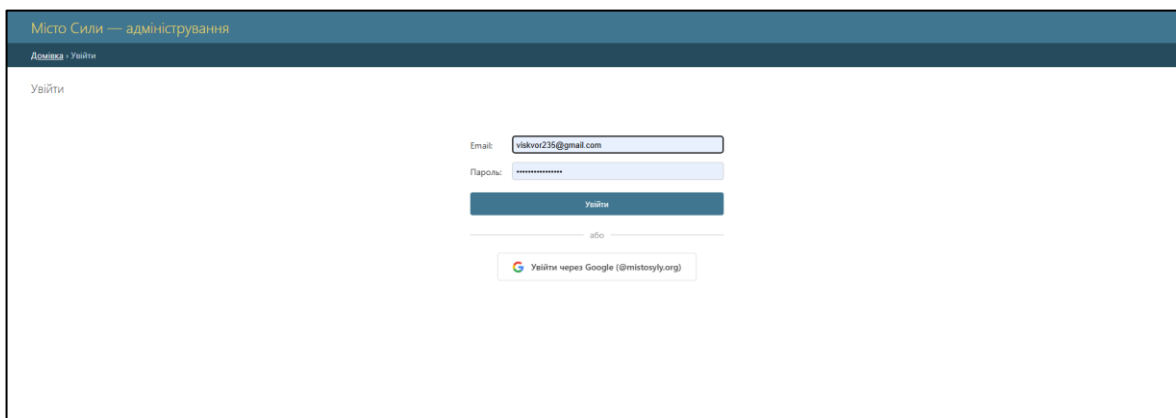 Місто Сили — адміністрування
Домівка › Увійти
Увійти
Email: viskvor235@gmail.com
Пароль: ••••••••••••••••
Увійти
або
Увійти через Google (@mistosyly.org)